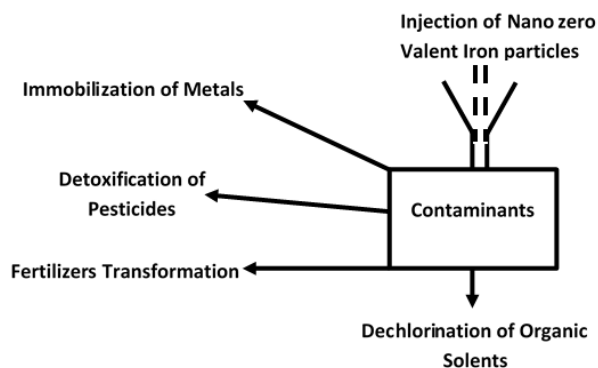 Injection of Nano zero
Valent Iron particles
Immobilization of Metals
Detoxification of
Pesticides
Contaminants
Fertilizers Transformation
Dechlorination of Organic
Solents